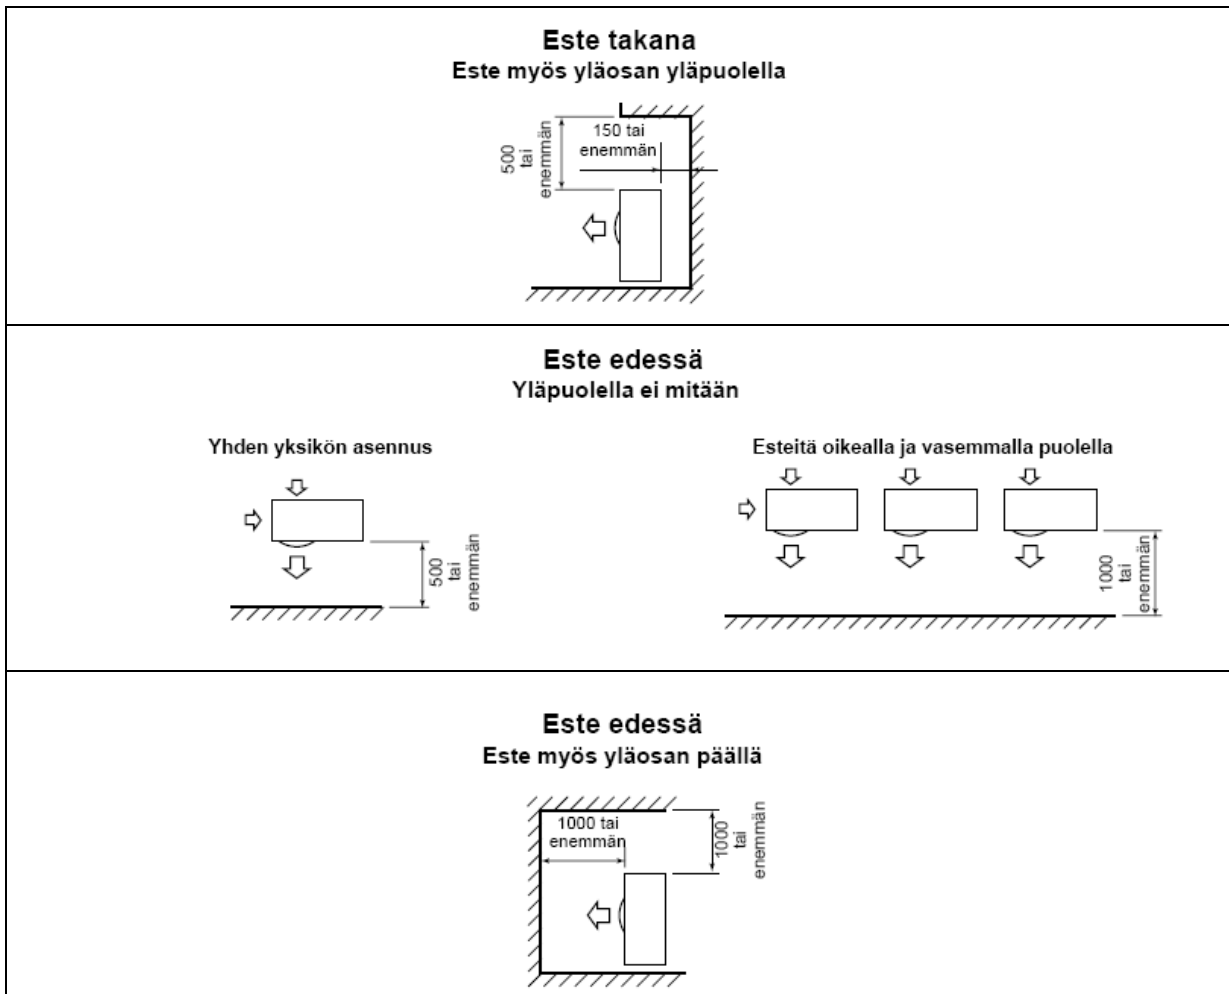 Este takana
Este myös yläosan yläpuolella
500
tai
enemmän
150 tai
enemmän
Este edessä
Yläpuolella ei mitään
Yhden yksikön asennus
500
tai
enemmän
Esteitä oikealla ja vasemmalla puolella
1000
tai
enemmän
Este edessä
Este myös yläosan päällä
1000 tai
enemmän
1000
tai
enemmän